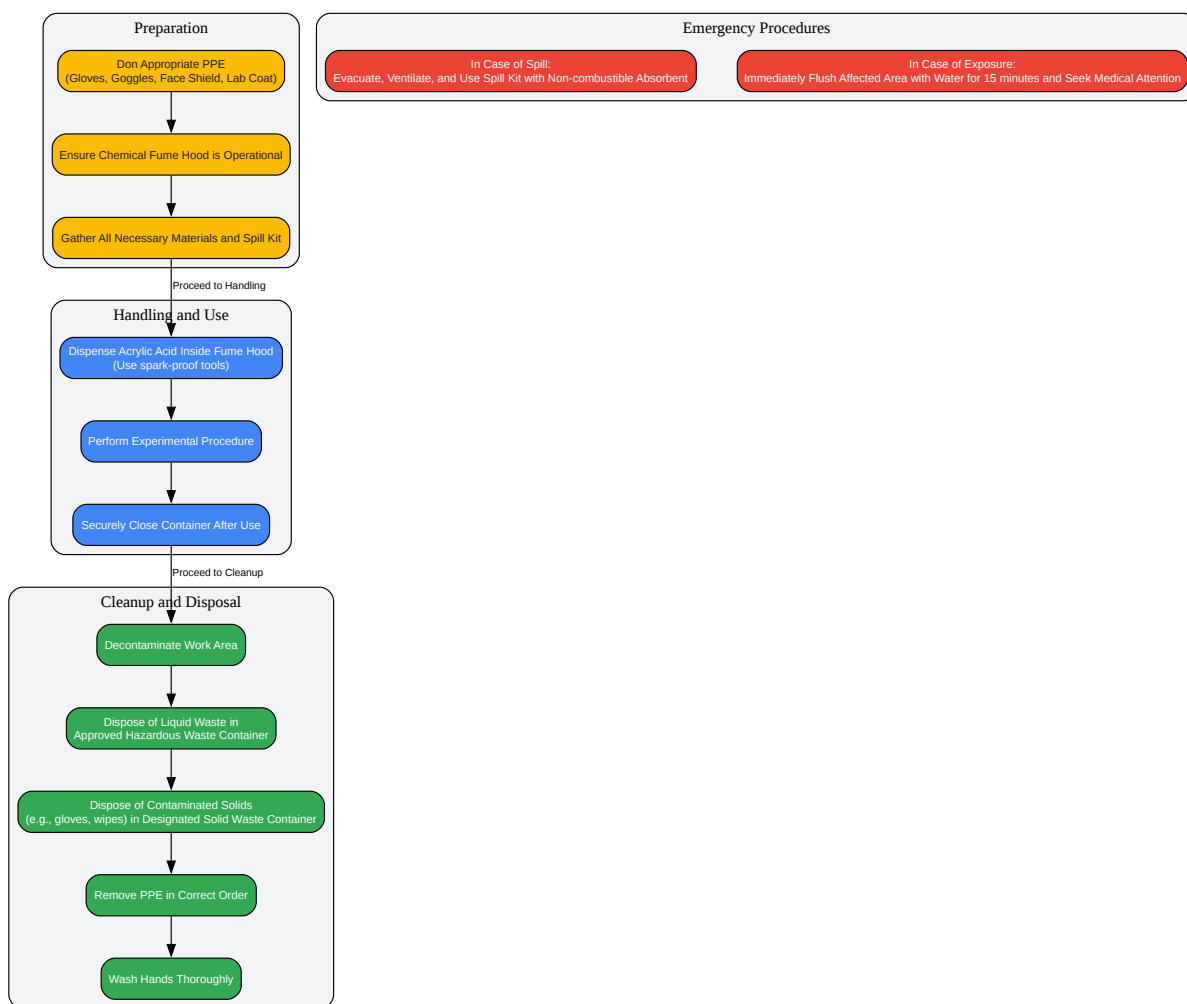 Preparation
Don Appropriate PPE
(Gloves, Goggles, Face Shield, Lab Coat)
Ensure Chemical Fume Hood is Operational
Gather All Necessary Materials and Spill Kit
Proceed to Handling
Handling and Use
Dispense Acrylic Acid Inside Fume Hood
(Use spark-proof tools)
Perform Experimental Procedure
Securely Close Container After Use
Proceed to Cleanup
Cleanup and Disposal
Decontaminate Work Area
Dispose of Liquid Waste in
Approved Hazardous Waste Container
Dispose of Contaminated Solids
(e.g., gloves, wipes) in Designated Solid Waste Container
Remove PPE in Correct Order
Wash Hands Thoroughly
Emergency Procedures
In Case of Spill:
Evacuate, Ventilate, and Use Spill Kit with Non-combustible Absorbent
In Case of Exposure:
Immediately Flush Affected Area with Water for 15 minutes and Seek Medical Attention